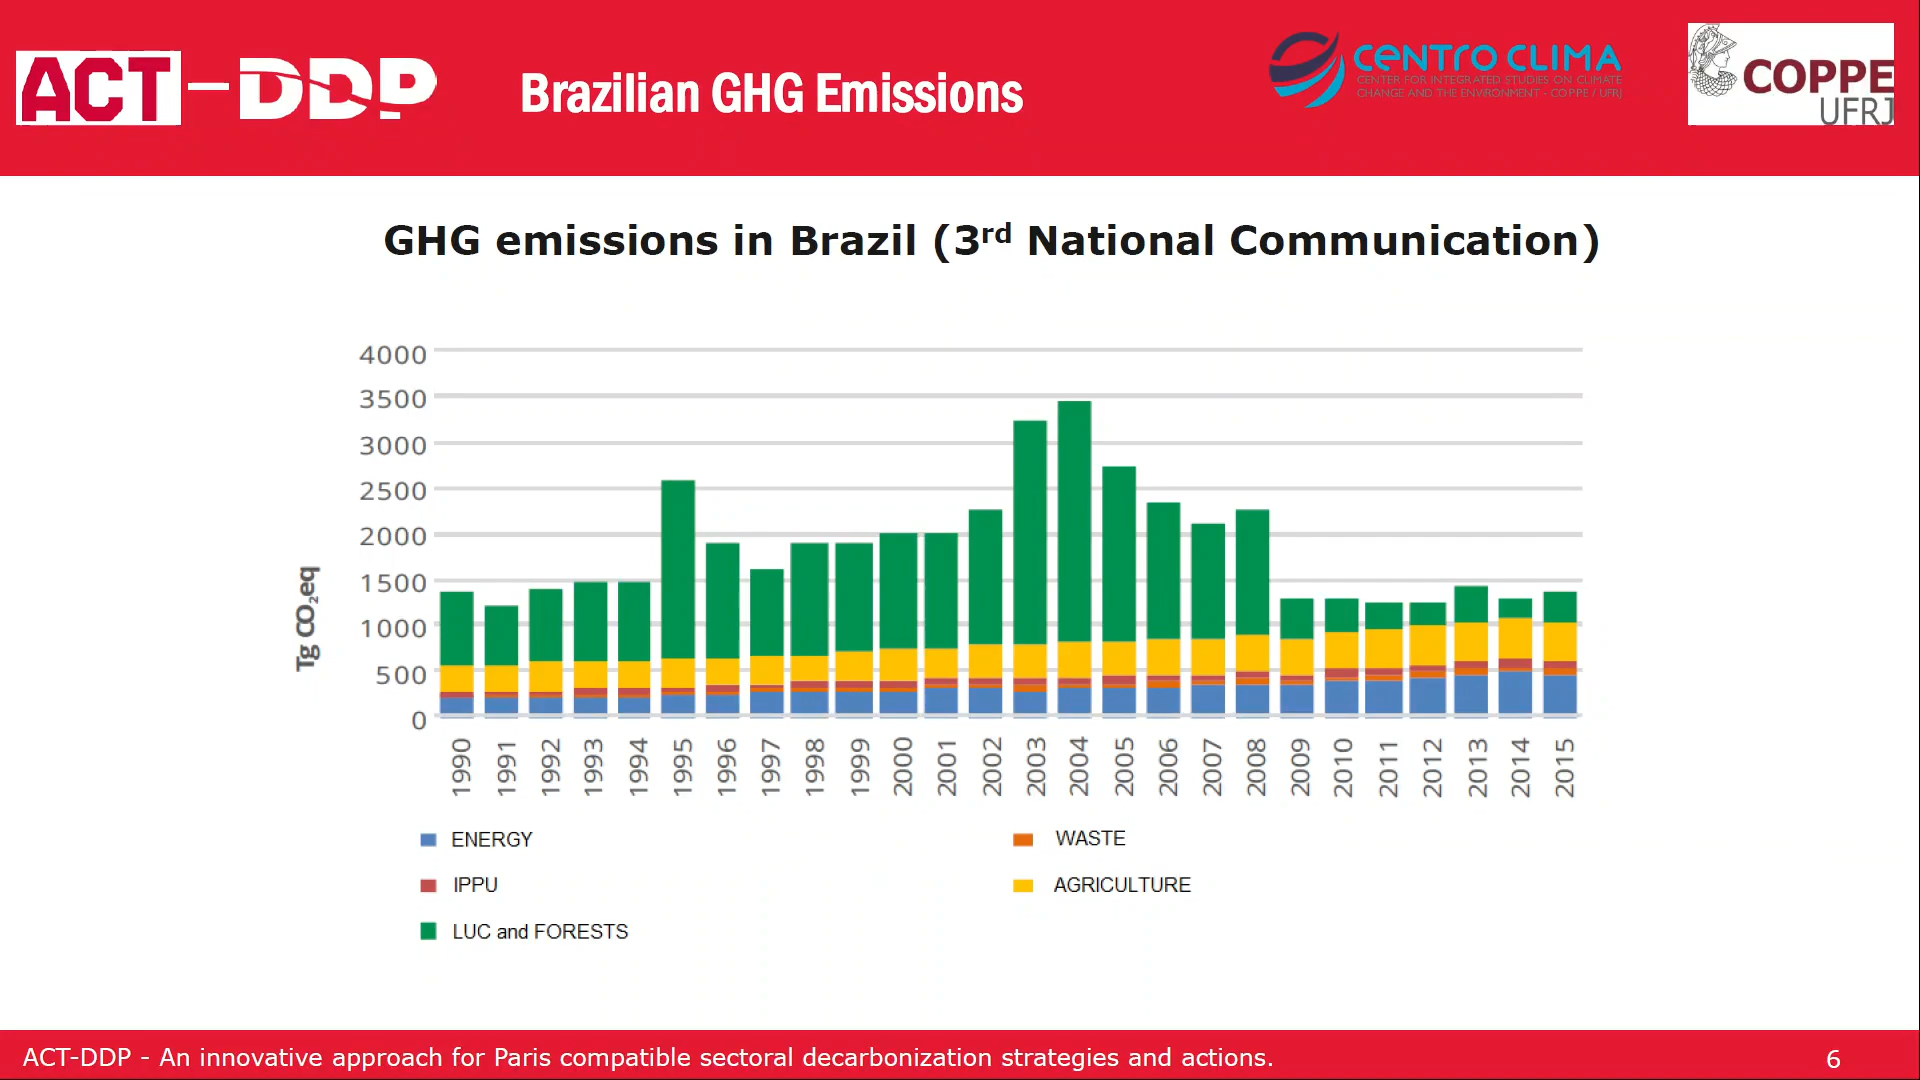 ACT-DDP
Brazilian GHG Emissions
CENTRO CLIMA
CENTER FOR INTEGRATED STUDIES ON CLIMATE
CHANGE AND THE ENVIRONMENT - COPPE / UFRJ
COPPE
UFRJ
GHG emissions in Brazil (3rd National Communication)
Tg CO₂eq
4000
3500
3000
2500
2000
1500
1000
500
0
1990 1991 1992 1993 1994 1995 1996 1997 1998 1999 2000 2001 2002 2003 2004 2005 2006 2007 2008 2009 2010 2011 2012 2013 2014 2015
ENERGY
WASTE
IPPU
AGRICULTURE
LUC and FORESTS
ACT-DDP - An innovative approach for Paris compatible sectoral decarbonization strategies and actions.
6